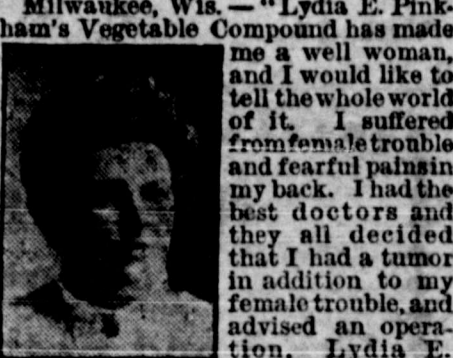 Milwaukee, Wis. — "Lydia E. Pink-
ham's Vegetable Compound has made
me a well woman,
and I would like to
tell the whole world
of it. I suffered
from female trouble
and fearful pains in
my back. I had the
best doctors and
they all decided
that I had a tumor
in addition to my
female trouble, and
advised an opera-
tion. Lydia E.